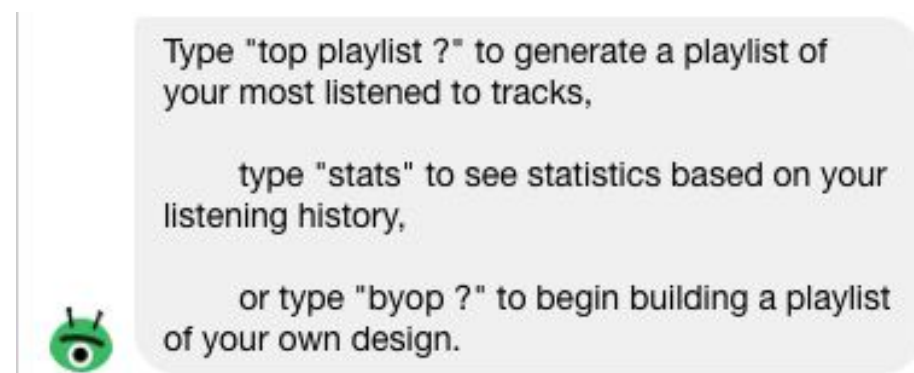 Type "top playlist ?" to generate a playlist of
your most listened to tracks,
type "stats" to see statistics based on your
listening history,
or type "byop ?" to begin building a playlist
of your own design.